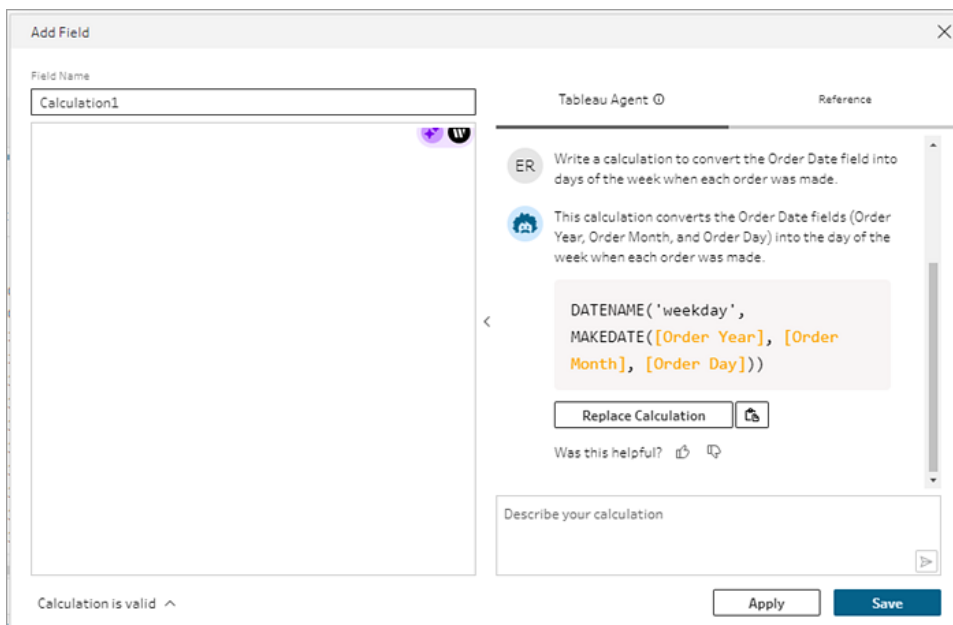 Add Field
Field Name
Calculation1
Tableau Agent
Reference
ER
Write a calculation to convert the Order Date field into
days of the week when each order was made.
This calculation converts the Order Date fields (Order
Year, Order Month, and Order Day) into the day of the
week when each order was made.
DATENAME('weekday',
MAKEDATE([Order Year], [Order
Month], [Order Day]))
Replace Calculation
Was this helpful?
Describe your calculation
Calculation is valid
Apply
Save